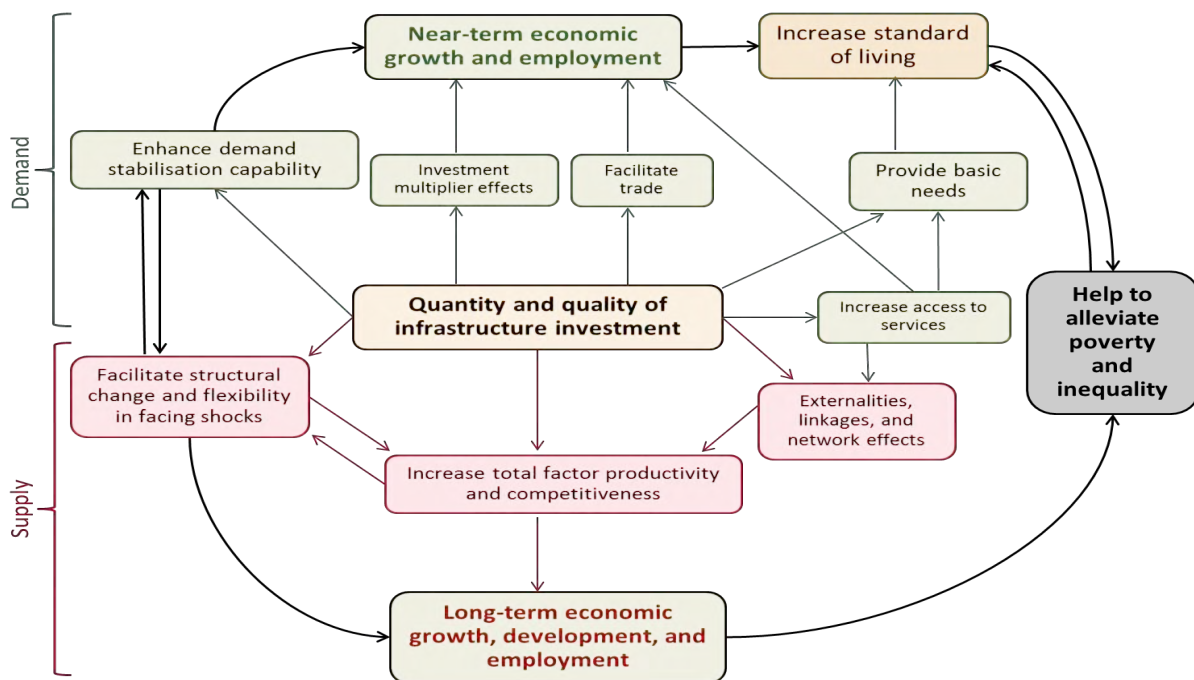 Near-term economic
growth and employment
Increase standard
of living
Demand
Enhance demand
stabilisation capability
Investment
multiplier effects
Facilitate
trade
Provide basic
needs
Quantity and quality of
infrastructure investment
Increase access to
services
Help to
alleviate
poverty
and
inequality
Supply
Facilitate structural
change and flexibility
in facing shocks
Externalities,
linkages, and
network effects
Increase total factor productivity
and competitiveness
Long-term economic
growth, development, and
employment